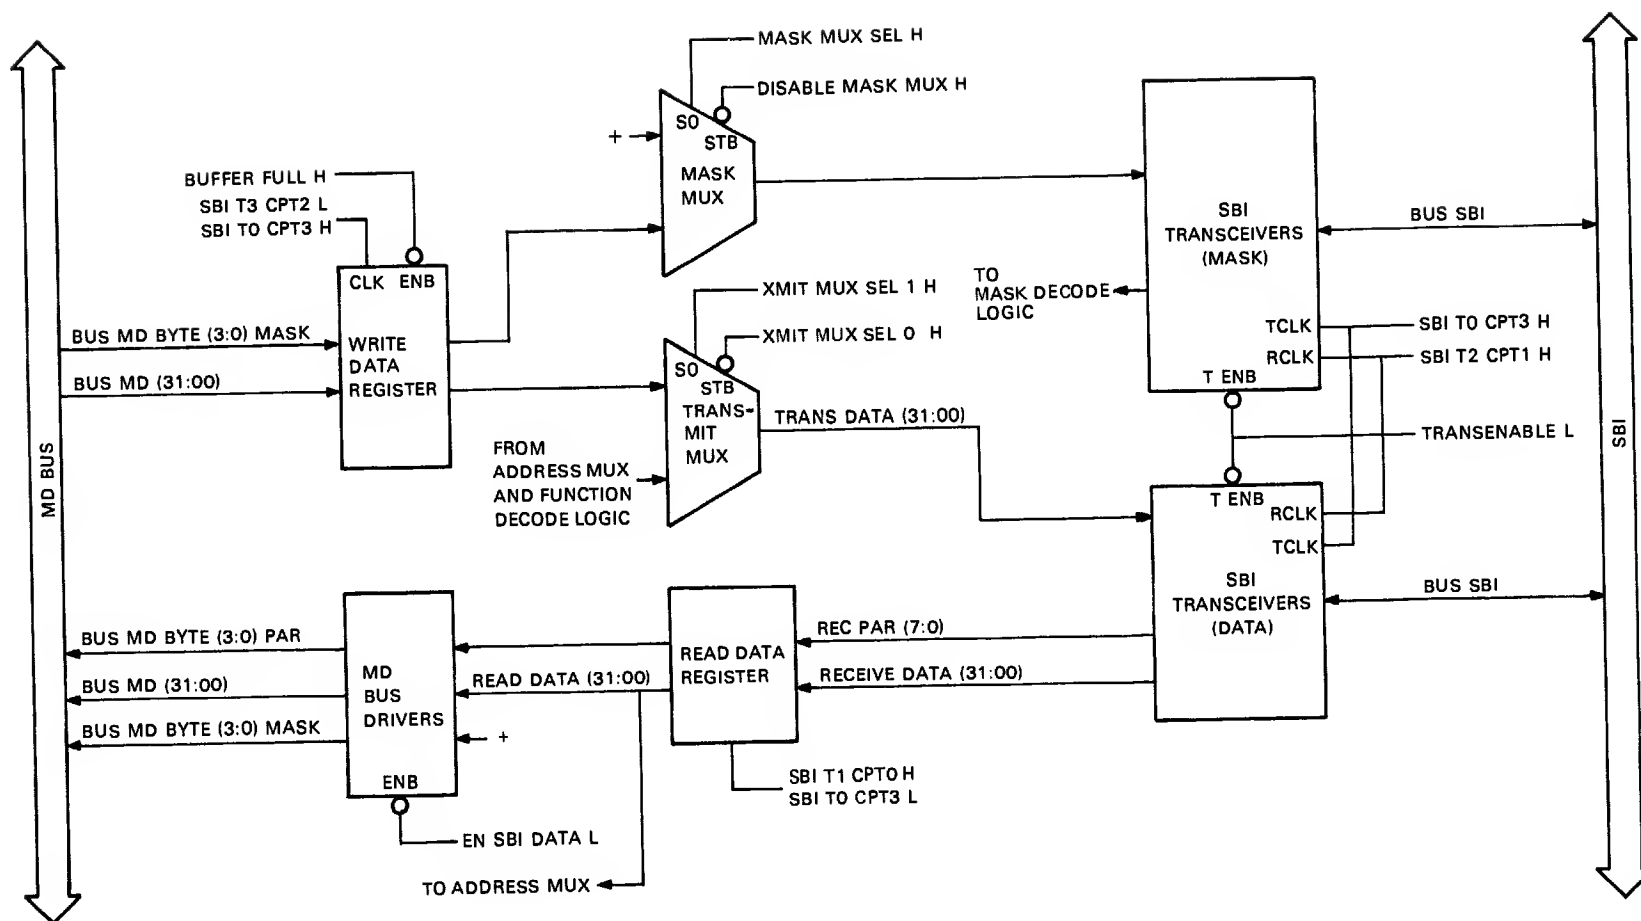 MASK MUX SEL H
DISABLE MASK MUX H
+
S0
STB
MASK
MUX
BUFFER FULL H
SBI T3 CPT2 L
SBI T0 CPT3 H
CLK ENB
WRITE
DATA
REGISTER
BUS MD BYTE (3:0) MASK
BUS MD (31:00)
MD BUS
XMIT MUX SEL 1 H
XMIT MUX SEL 0 H
S0
STB
TRANS-
MIT
MUX
FROM
ADDRESS MUX
AND FUNCTION
DECODE LOGIC
TRANS DATA (31:00)
SBI
TRANSCEIVERS
(MASK)
TO
MASK DECODE
LOGIC
BUS SBI
TCLK
RCLK
T ENB
SBI T0 CPT3 H
SBI T2 CPT1 H
TRANSENABLE L
SBI
T ENB
RCLK
TCLK
SBI
TRANSCEIVERS
(DATA)
BUS SBI
REC PAR (7:0)
RECEIVE DATA (31:00)
READ DATA
REGISTER
READ DATA (31:00)
SBI T1 CPT0 H
SBI T0 CPT3 L
MD
BUS
DRIVERS
+
ENB
BUS MD BYTE (3:0) PAR
BUS MD (31:00)
BUS MD BYTE (3:0) MASK
EN SBI DATA L
TO ADDRESS MUX